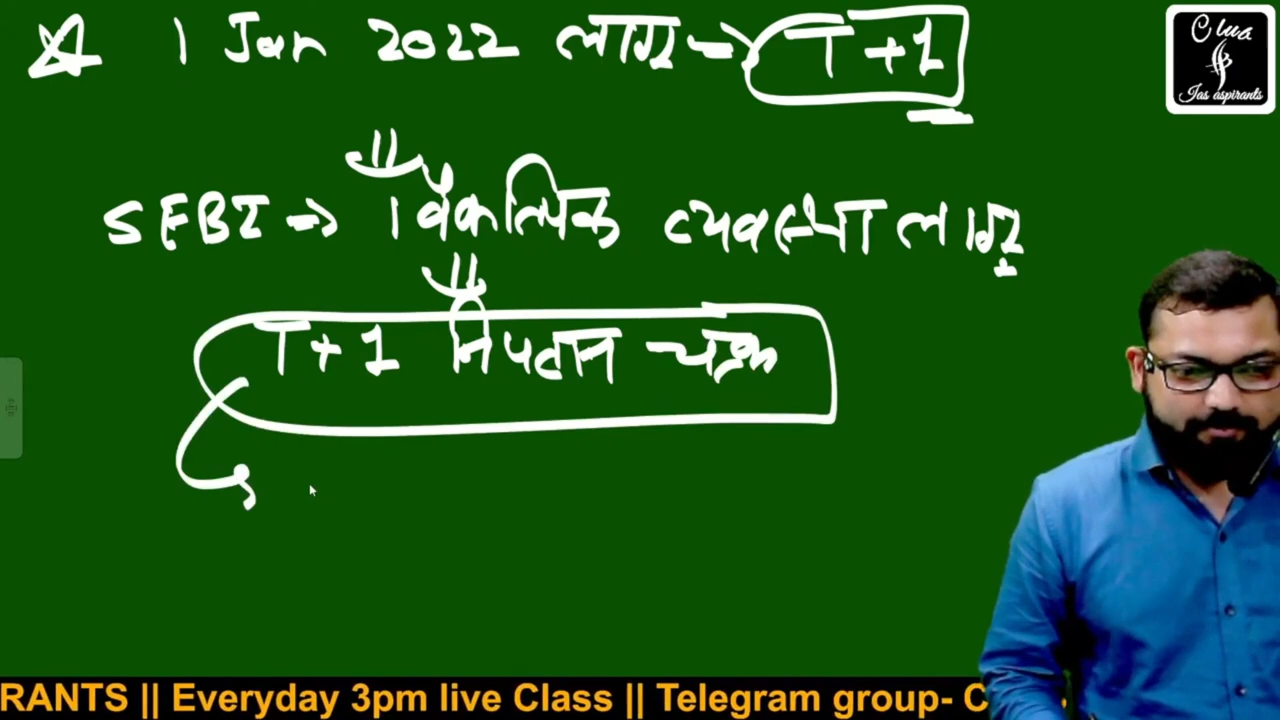 1 Jan 2022 लागू → T+1
Clue
Ias aspirants
SEBI ⇒ वैकल्पिक व्यवस्था लागू
T+1 निपटान चक्र
RANTS || Everyday 3pm live Class || Telegram group- C